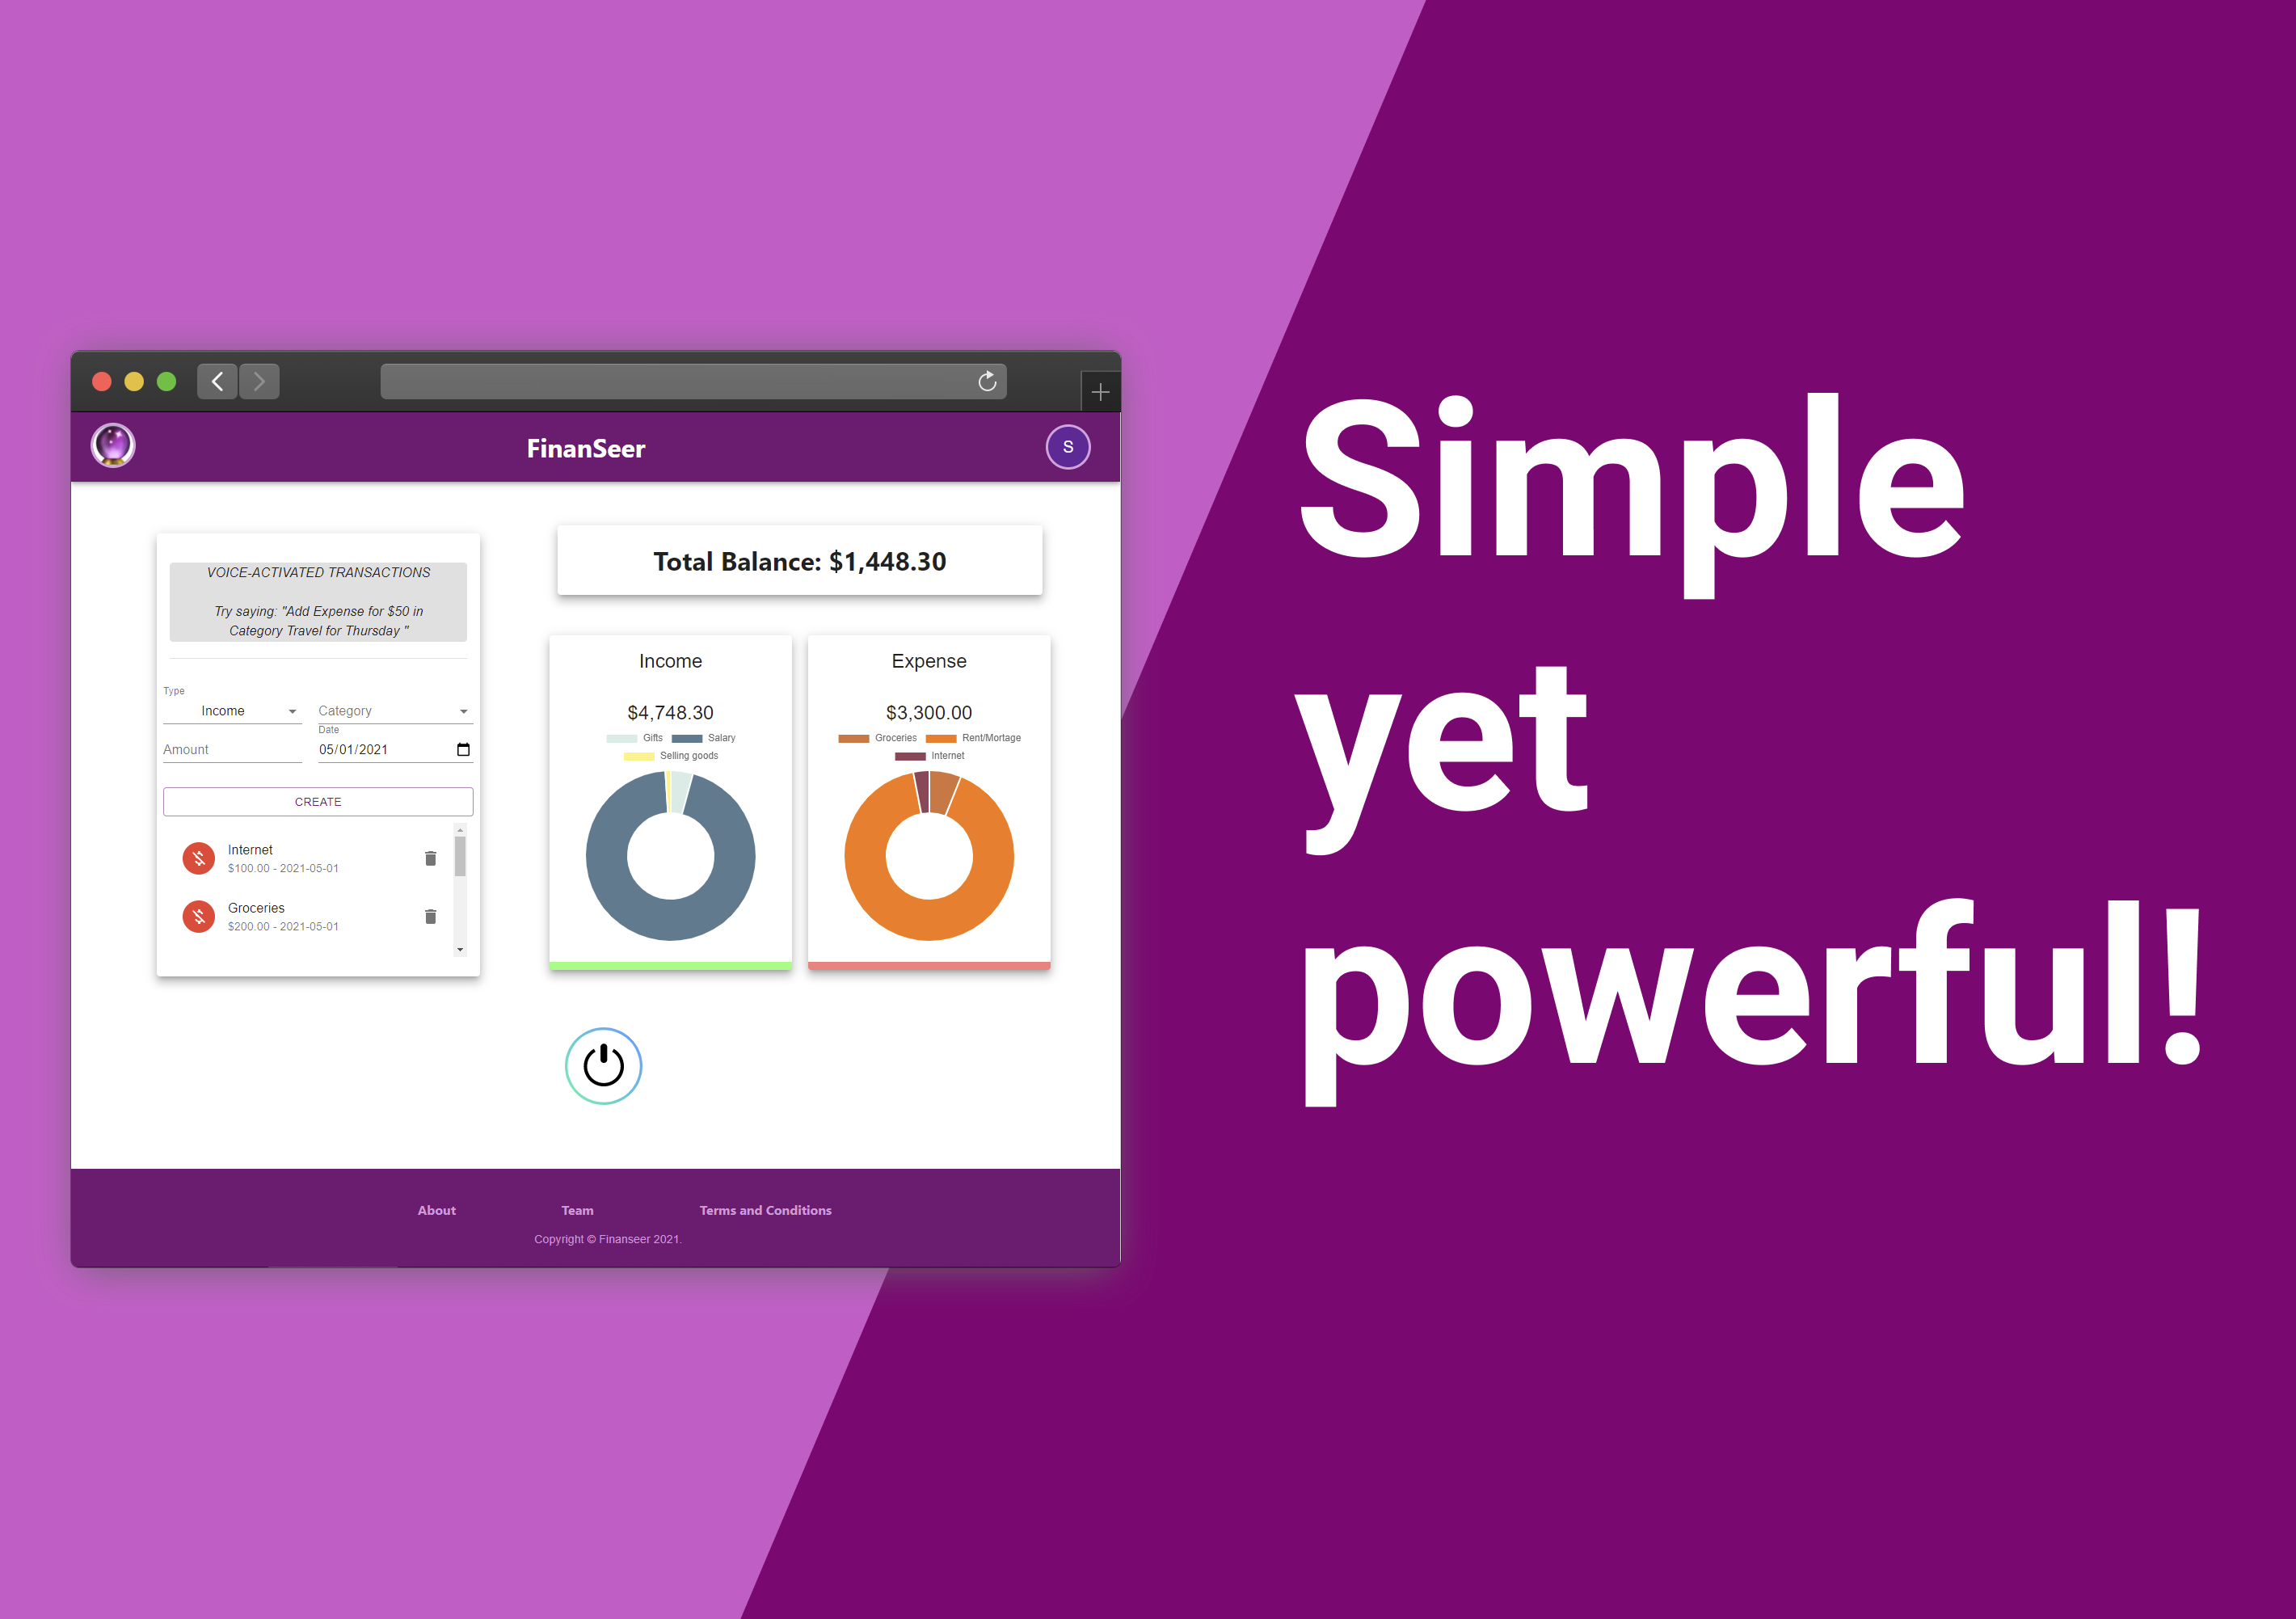 FinanSeer
S
VOICE-ACTIVATED TRANSACTIONS
Try saying: "Add Expense for $50 in
Category Travel for Thursday "
Type
Income
Category
Amount
Date
05/01/2021
CREATE
Internet
$100.00 - 2021-05-01
Groceries
$200.00 - 2021-05-01
Total Balance: $1,448.30
Income
$4,748.30
Gifts Salary
Selling goods
Expense
$3,300.00
Groceries Rent/Mortage
Internet
About Team Terms and Conditions
Copyright © Finanseer 2021.
Simple
yet
powerful!